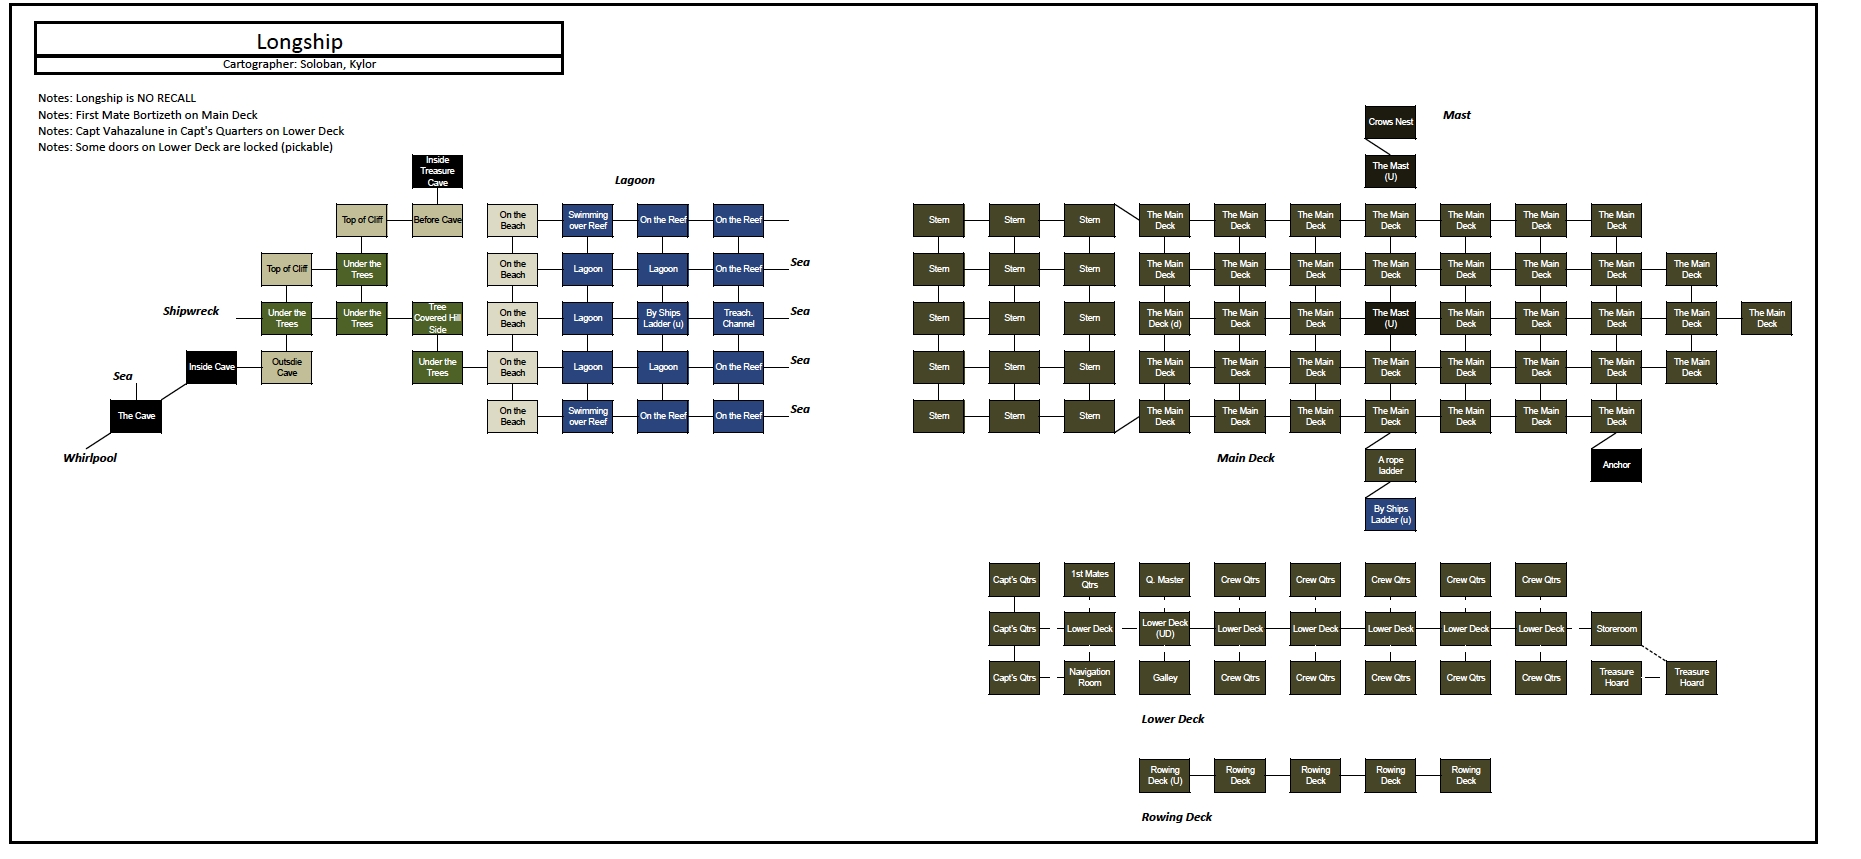 Longship
Cartographer: Soloban, Kylor
Notes: Longship is NO RECALL
Notes: First Mate Bortizeth on Main Deck
Notes: Capt Vahazalune in Capt's Quarters on Lower Deck
Notes: Some doors on Lower Deck are locked (pickable)
Inside
Treasure
Cave
Lagoon
Top of Cliff
Before Cave
On the
Beach
Swimming
over Reef
On the Reef
On the Reef
Top of Cliff
Under the
Trees
On the
Beach
Lagoon
Lagoon
On the Reef
Sea
Shipwreck
Under the
Trees
Under the
Trees
Tree
Covered Hill
Side
On the
Beach
Lagoon
By Ships
Ladder (u)
Treach.
Channel
Sea
Inside Cave
Outsdie
Cave
Under the
Trees
On the
Beach
Lagoon
Lagoon
On the Reef
Sea
Sea
The Cave
On the
Beach
Swimming
over Reef
On the Reef
On the Reef
Sea
Whirlpool
Crows Nest
Mast
The Mast
(U)
Stern
Stern
Stern
The Main
Deck
The Main
Deck
The Main
Deck
The Main
Deck
The Main
Deck
The Main
Deck
The Main
Deck
Stern
Stern
Stern
The Main
Deck
The Main
Deck
The Main
Deck
The Main
Deck
The Main
Deck
The Main
Deck
The Main
Deck
The Main
Deck
Stern
Stern
Stern
The Main
Deck (d)
The Main
Deck
The Main
Deck
The Mast
(U)
The Main
Deck
The Main
Deck
The Main
Deck
The Main
Deck
The Main
Deck
Stern
Stern
Stern
The Main
Deck
The Main
Deck
The Main
Deck
The Main
Deck
The Main
Deck
The Main
Deck
The Main
Deck
The Main
Deck
Stern
Stern
Stern
The Main
Deck
The Main
Deck
The Main
Deck
The Main
Deck
The Main
Deck
The Main
Deck
The Main
Deck
Main Deck
A rope
ladder
Anchor
By Ships
Ladder (u)
Capt's Qtrs
1st Mates
Qtrs
Q. Master
Crew Qtrs
Crew Qtrs
Crew Qtrs
Crew Qtrs
Crew Qtrs
Capt's Qtrs
Lower Deck
Lower Deck
(UD)
Lower Deck
Lower Deck
Lower Deck
Lower Deck
Lower Deck
Storeroom
Capt's Qtrs
Navigation
Room
Galley
Crew Qtrs
Crew Qtrs
Crew Qtrs
Crew Qtrs
Crew Qtrs
Treasure
Hoard
Treasure
Hoard
Lower Deck
Rowing
Deck (U)
Rowing
Deck
Rowing
Deck
Rowing
Deck
Rowing
Deck
Rowing Deck